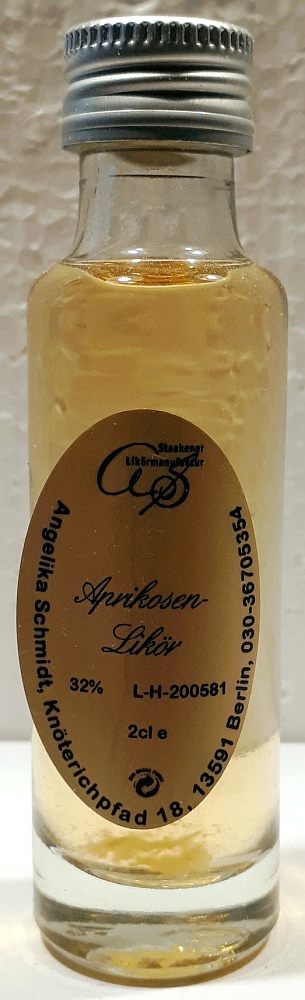 Staakener
Likörmanufaktur
aS
Aprikosen-
Likör
32% L-H-200581
2cl e
Angelika Schmidt, Knöterichpfad 18, 13591 Berlin, 030-36705354